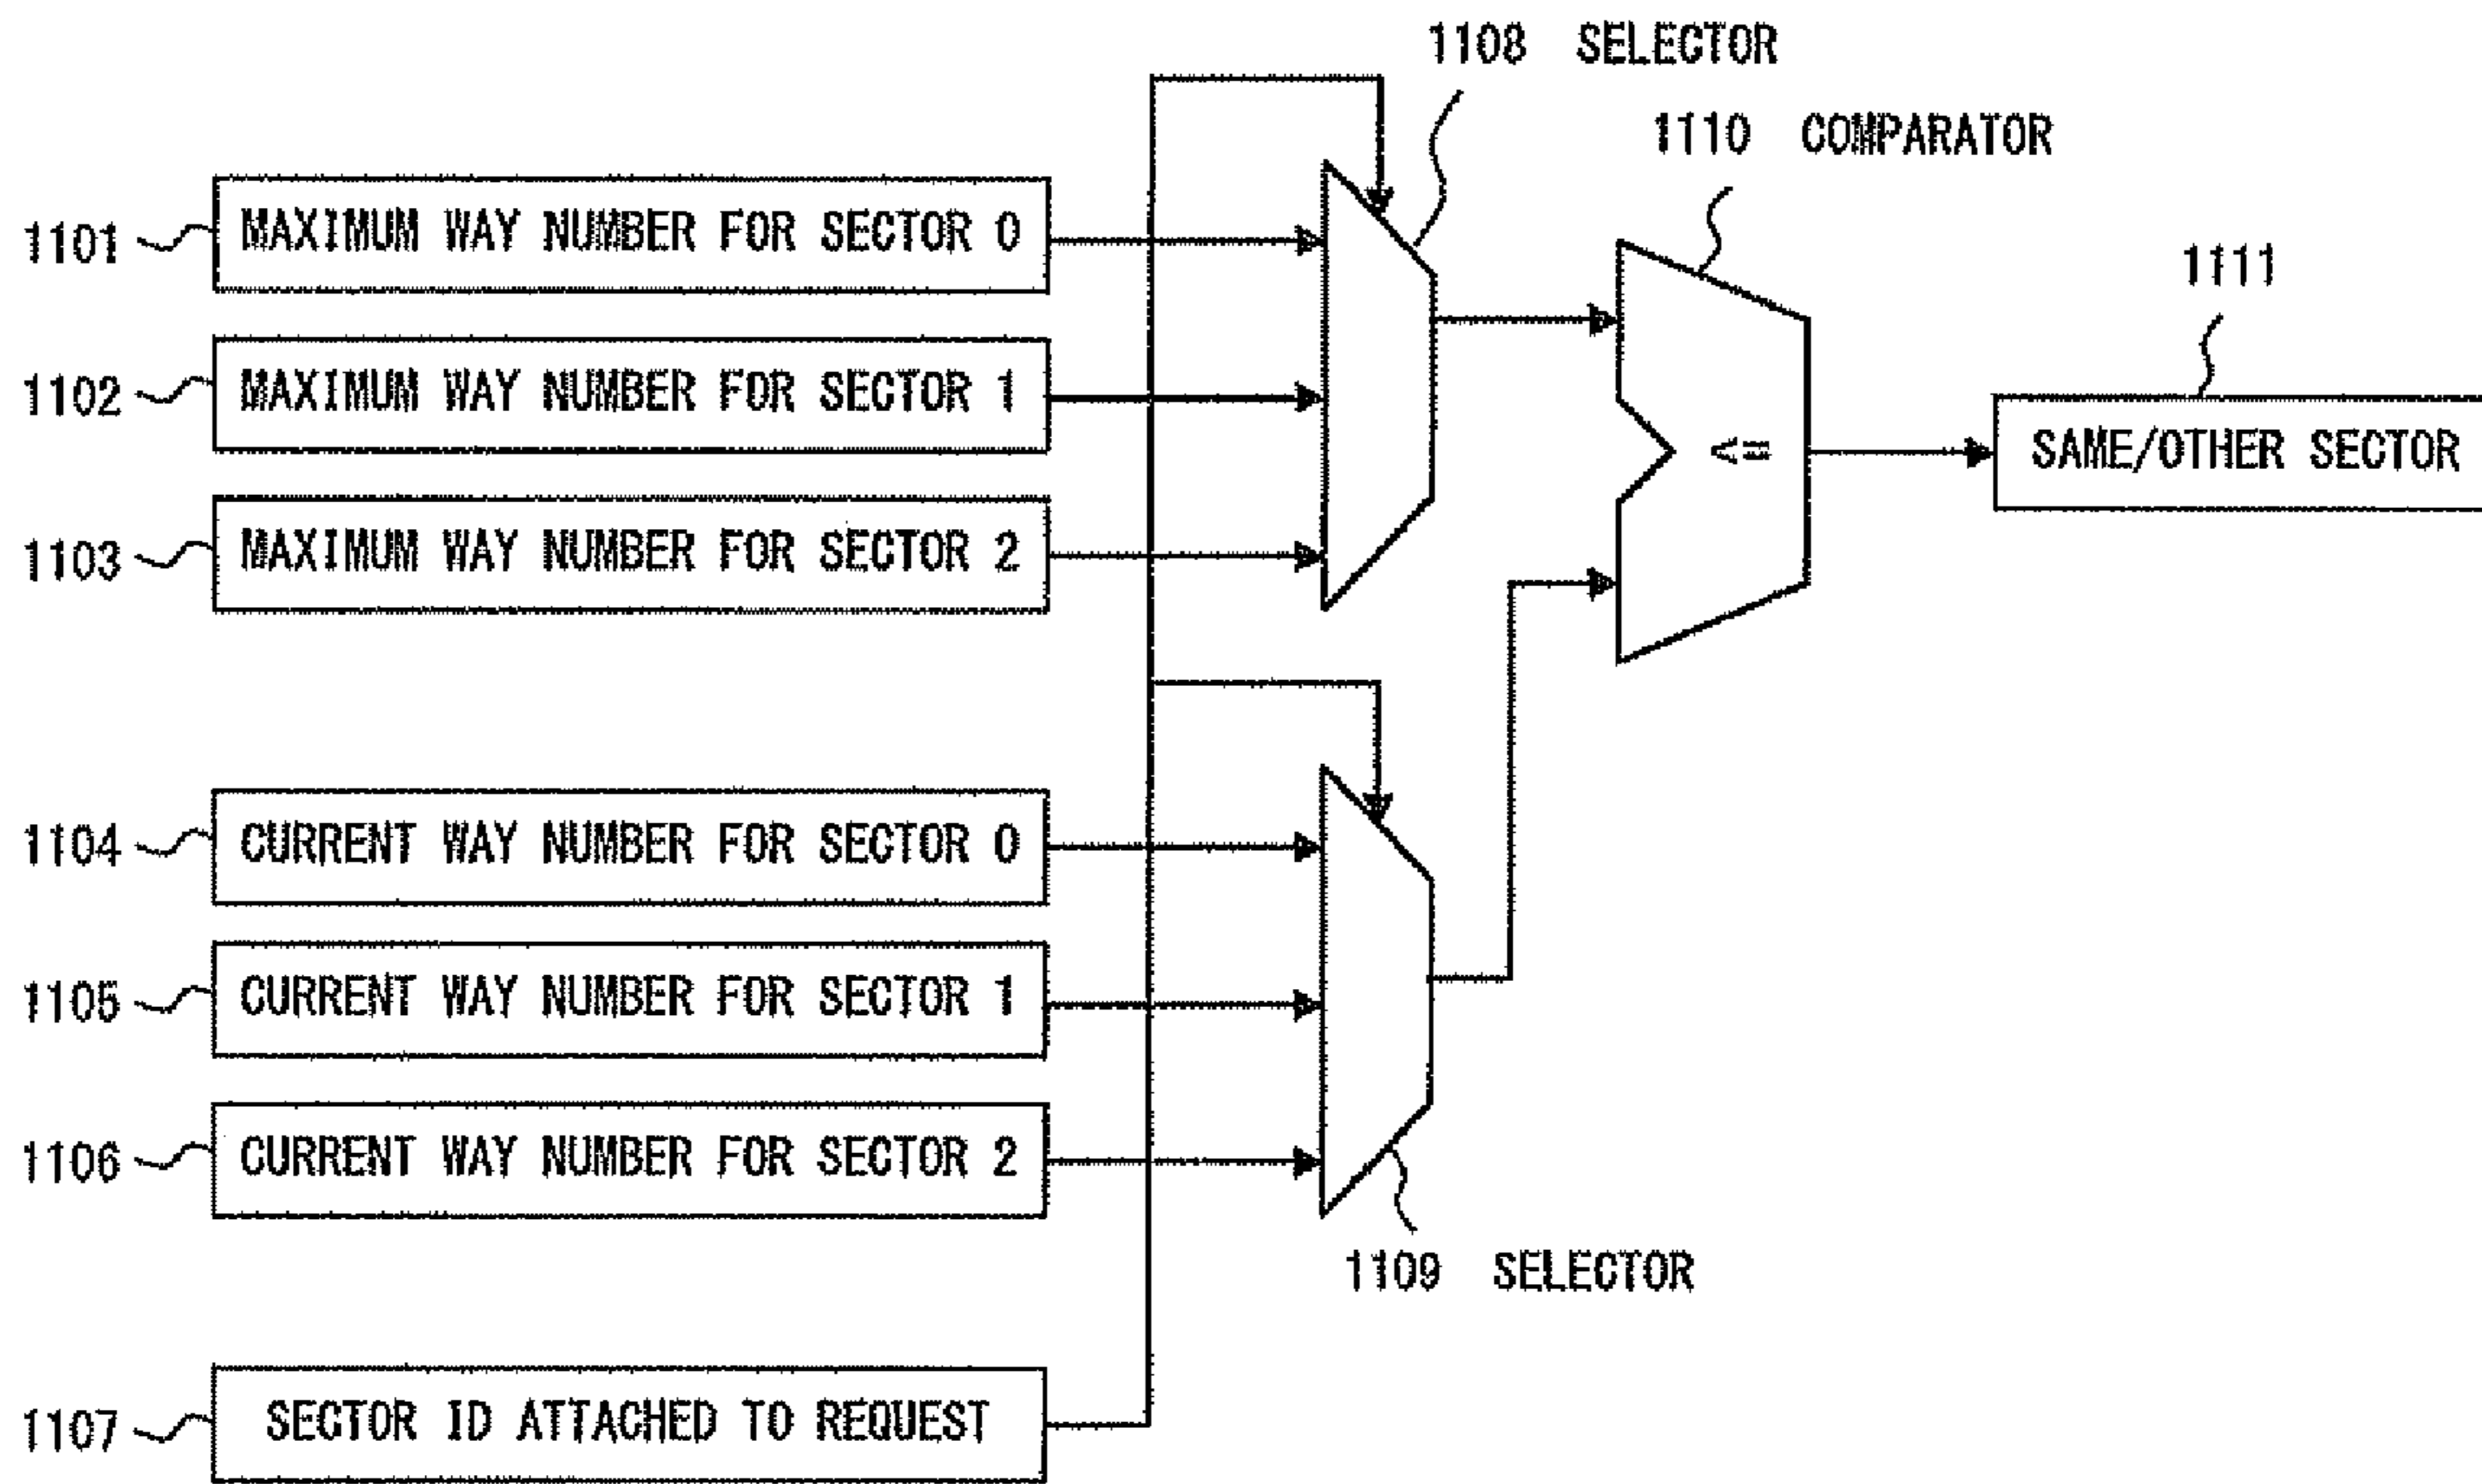 1108 SELECTOR
1110 COMPARATOR
1101 MAXIMUM WAY NUMBER FOR SECTOR 0
1111
1102 MAXIMUM WAY NUMBER FOR SECTOR 1
<= SAME/OTHER SECTOR
1103 MAXIMUM WAY NUMBER FOR SECTOR 2
1104 CURRENT WAY NUMBER FOR SECTOR 0
1105 CURRENT WAY NUMBER FOR SECTOR 1
1106 CURRENT WAY NUMBER FOR SECTOR 2
1109 SELECTOR
1107 SECTOR ID ATTACHED TO REQUEST